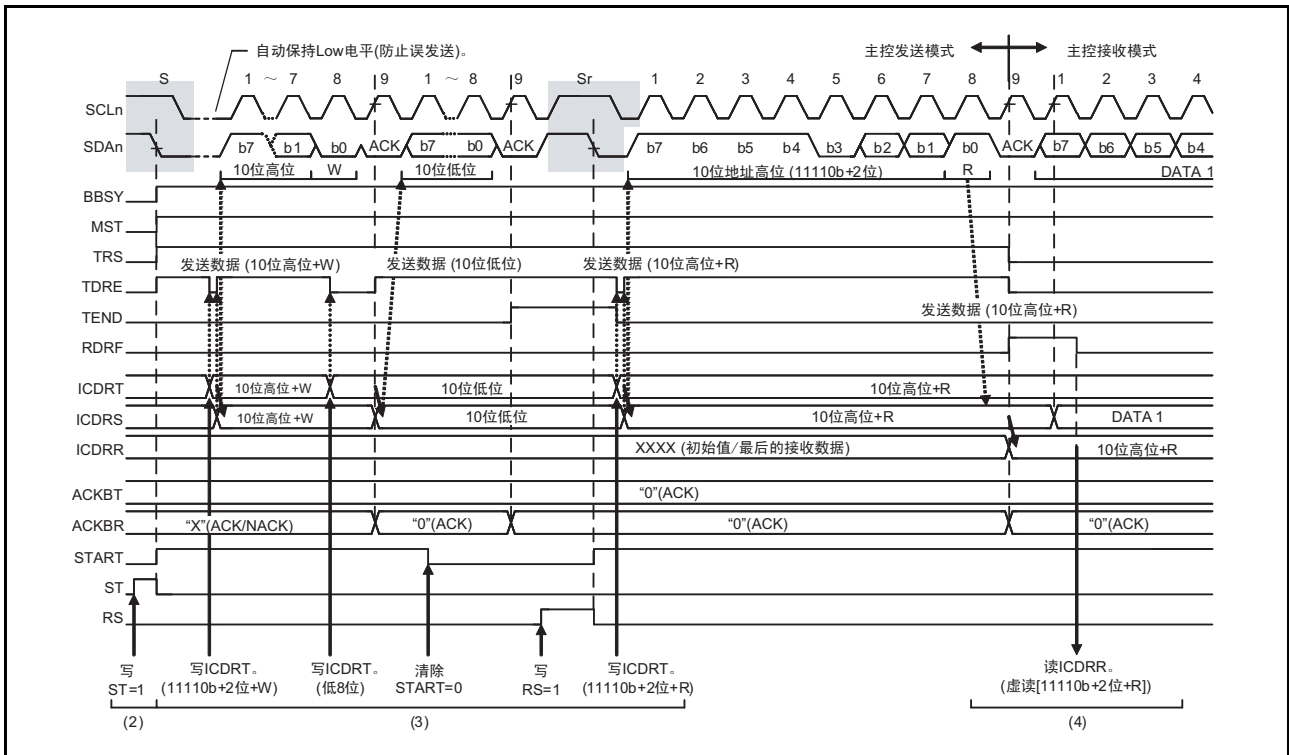 自动保持Low电平(防止误发送)。
主控发送模式 主控接收模式
S 1 ～ 7 8 9 1 ～ 8 9 Sr 1 2 3 4 5 6 7 8 9 1 2 3 4
SCLn
SDAn b7 b1 b0 ACK b7 b0 ACK b7 b6 b5 b4 b3 b2 b1 b0 ACK b7 b6 b5 b4
10位高位 W 10位低位 10位地址高位 (11110b+2位) R DATA 1
BBSY
MST
TRS
发送数据 (10位高位+W) 发送数据 (10位低位) 发送数据 (10位高位+R)
TDRE
TEND 发送数据 (10位高位+R)
RDRF
ICDRT 10位高位+W 10位低位 10位高位+R
ICDRS 10位高位+W 10位低位 10位高位+R DATA 1
ICDRR XXXX (初始值/最后的接收数据) 10位高位+R
ACKBT “0”(ACK)
ACKBR “X”(ACK/NACK) “0”(ACK) “0”(ACK) “0”(ACK)
START
ST
RS
写 写ICDRT。 写ICDRT。 清除 写 写ICDRT。 读ICDRR。
ST=1 (11110b+2位+W) (低8位) START=0 RS=1 (11110b+2位+R) (虚读[11110b+2位+R])
(2) (3) (4)